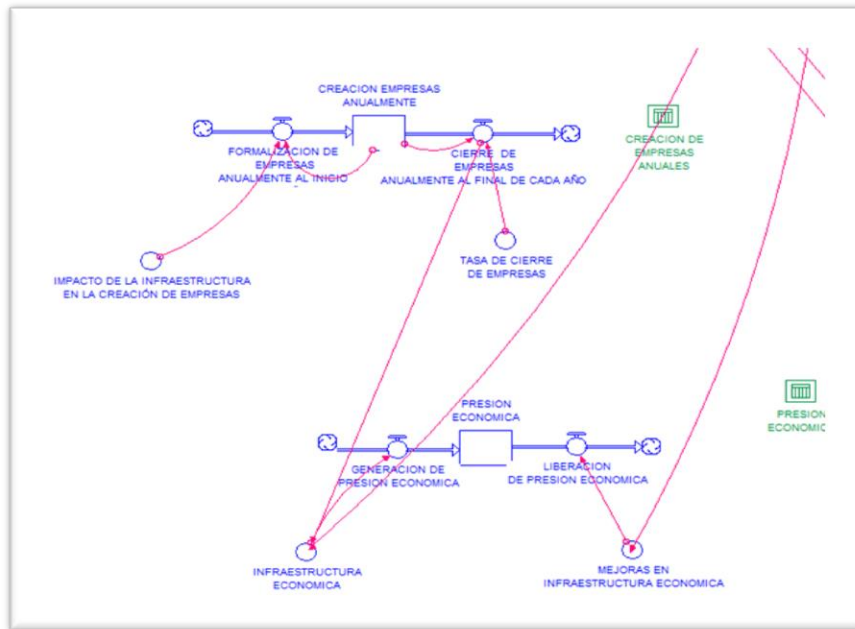 CREACION EMPRESAS
ANUALMENTE
FORMALIZACION DE
EMPRESAS
ANUALMENTE AL INICIO
CIERRE DE
EMPRESAS
ANUALMENTE AL FINAL DE CADA AÑO
CREACION DE
EMPRESAS
ANUALES
TASA DE CIERRE
DE EMPRESAS
IMPACTO DE LA INFRAESTRUCTURA
EN LA CREACIÓN DE EMPRESAS
PRESION
ECONOMICA
GENERACION DE
PRESION ECONOMICA
LIBERACION
DE PRESION ECONOMICA
PRESION
INFRAESTRUCTURA
ECONOMICA
MEJORAS EN
INFRAESTRUCTURA ECONOMICA